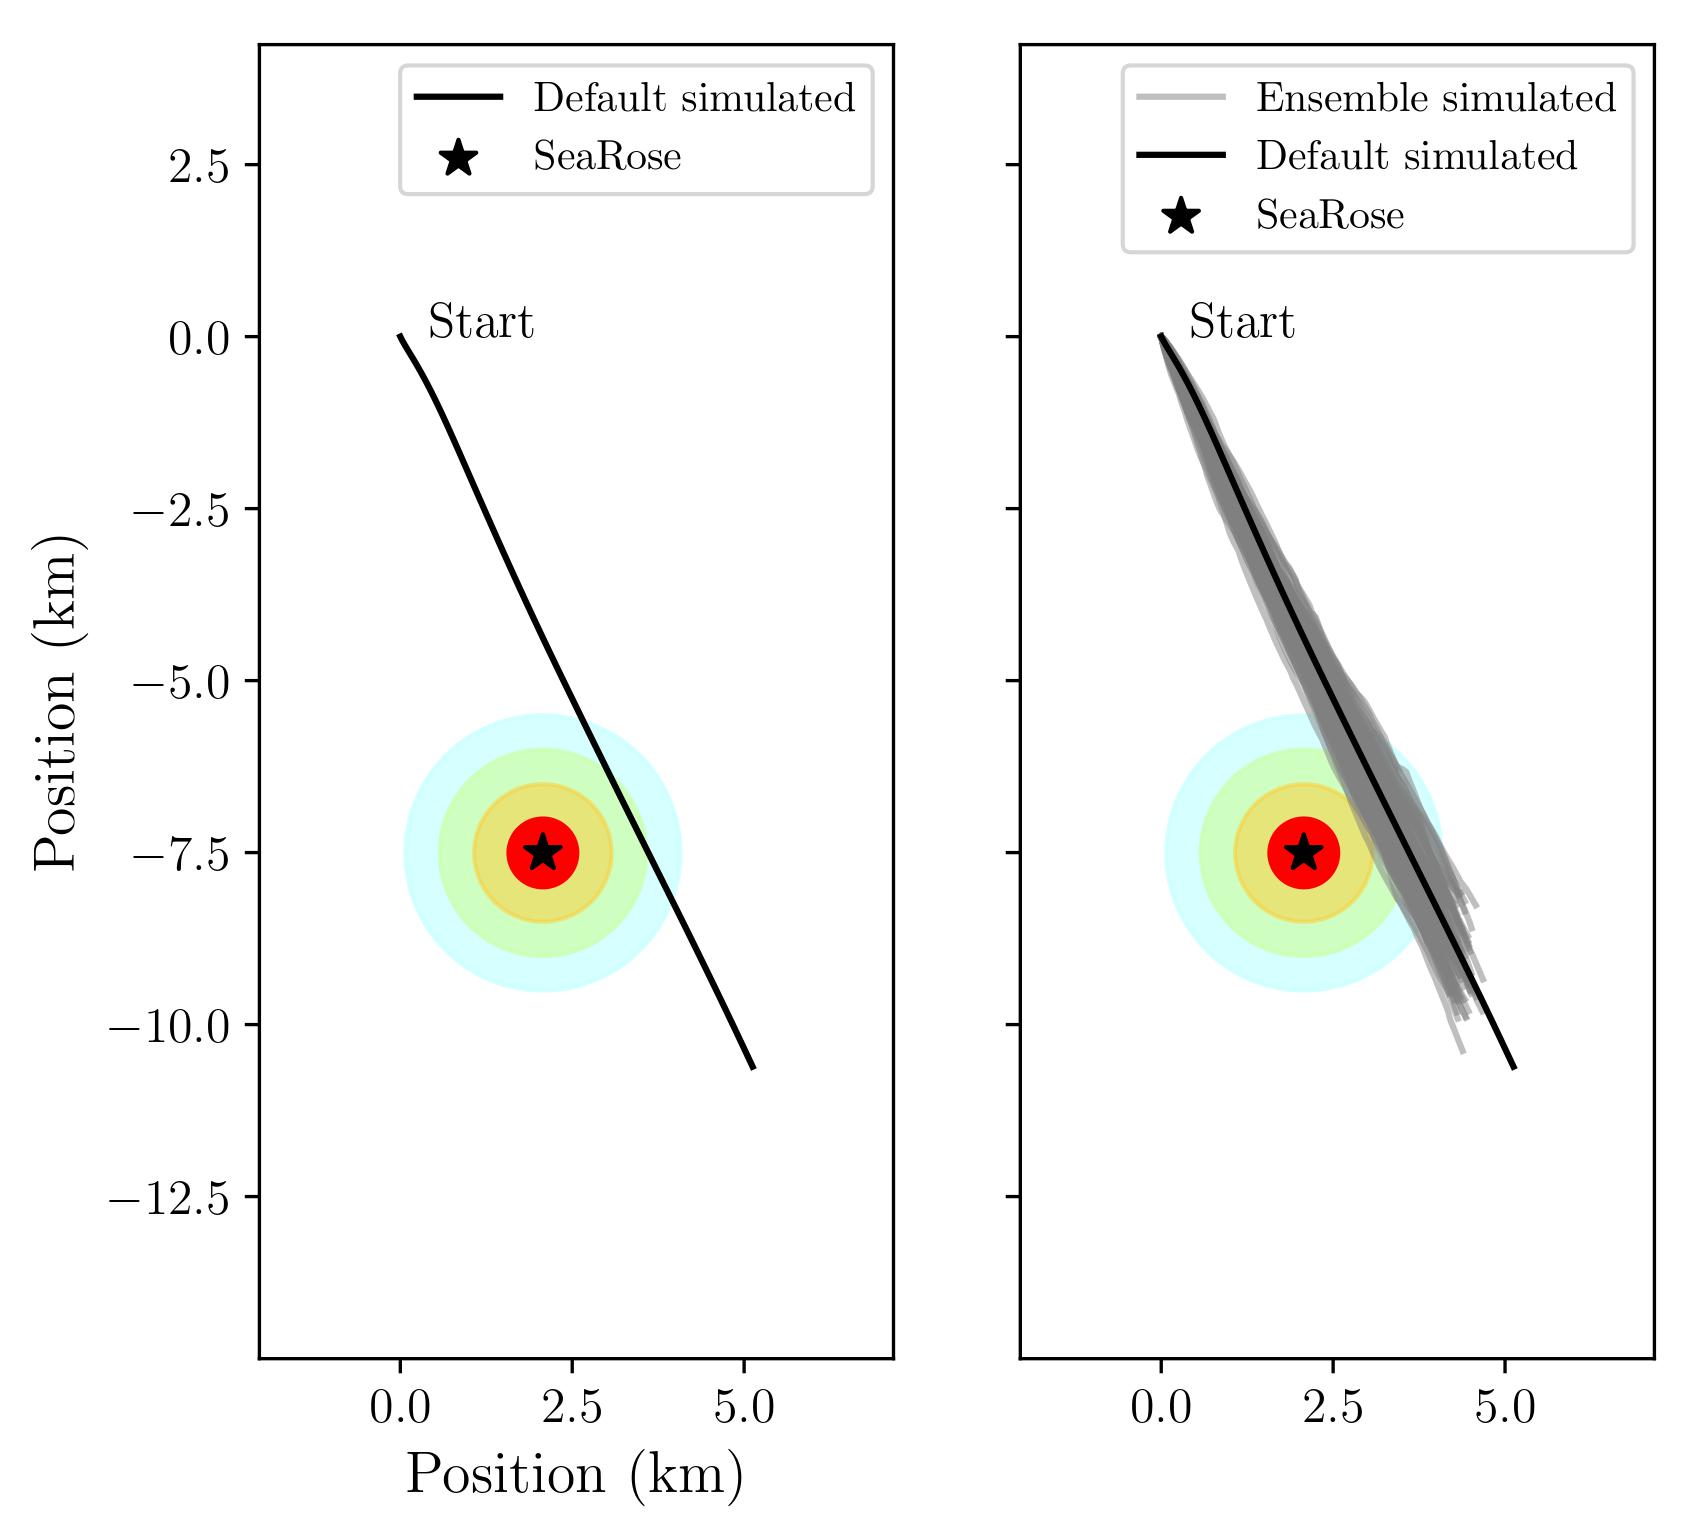 Default simulated
SeaRose
Start
2.5
0.0
−2.5
−5.0
−7.5
−10.0
−12.5
Position (km)
0.0 2.5 5.0
Position (km)
Ensemble simulated
Default simulated
SeaRose
Start
0.0 2.5 5.0